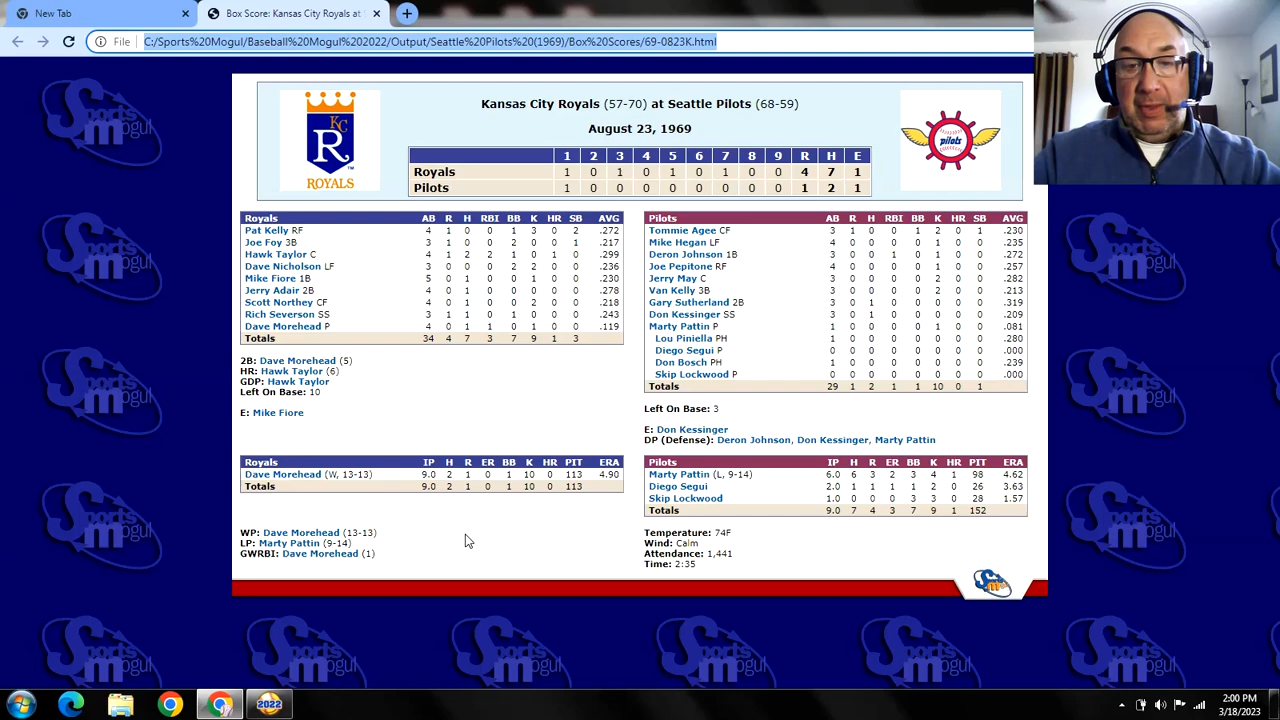 New Tab
Box Score: Kansas City Royals at
File
C:/Sports%20Mogul/Baseball%20Mogul%202022/Output/Seattle%20Pilots%20(1969)/Box%20Scores/69-0823K.html
Kansas City Royals (57-70) at Seattle Pilots (68-59)
August 23, 1969
KC
R
ROYALS
pilots
1 2 3 4 5 6 7 8 9 R H E
Royals 1 0 1 0 1 0 1 0 0 4 7 1
Pilots 1 0 0 0 0 0 0 0 0 1 2 1
Royals AB R H RBI BB K HR SB AVG
Pat Kelly RF 4 1 0 0 1 3 0 2 .272
Joe Foy 3B 3 1 0 0 2 0 0 1 .217
Hawk Taylor C 4 1 2 2 1 0 1 0 .299
Dave Nicholson LF 3 0 0 0 2 2 0 0 .236
Mike Fiore 1B 5 0 1 0 0 1 0 0 .230
Jerry Adair 2B 4 0 1 0 0 0 0 0 .278
Scott Northey CF 4 0 1 0 0 2 0 0 .218
Rich Severson SS 3 1 1 0 1 0 0 0 .243
Dave Morehead P 4 0 1 1 0 1 0 0 .119
Totals 34 4 7 3 7 9 1 3
2B: Dave Morehead (5)
HR: Hawk Taylor (6)
GDP: Hawk Taylor
Left On Base: 10
E: Mike Fiore
Pilots AB R H RBI BB K HR SB AVG
Tommie Agee CF 3 1 0 0 1 2 0 1 .230
Mike Hegan LF 4 0 0 0 0 1 0 0 .235
Deron Johnson 1B 3 0 0 1 0 0 0 0 .272
Joe Pepitone RF 4 0 0 0 0 1 0 0 .257
Jerry May C 3 0 0 0 0 2 0 0 .282
Van Kelly 3B 3 0 0 0 0 2 0 0 .213
Gary Sutherland 2B 3 0 1 0 0 0 0 0 .319
Don Kessinger SS 3 0 1 0 0 0 0 0 .209
Marty Pattin P 1 0 0 0 0 1 0 0 .081
Lou Piniella PH 1 0 0 0 0 0 0 0 .280
Diego Segui P 0 0 0 0 0 0 0 0 .000
Don Bosch PH 1 0 0 0 0 1 0 0 .239
Skip Lockwood P 0 0 0 0 0 0 0 0 .000
Totals 29 1 2 1 1 10 0 1
Left On Base: 3
E: Don Kessinger
DP (Defense): Deron Johnson, Don Kessinger, Marty Pattin
Royals IP H R ER BB K HR PIT ERA
Dave Morehead (W, 13-13) 9.0 2 1 0 1 10 0 113 4.90
Totals 9.0 2 1 0 1 10 0 113
Pilots IP H R ER BB K HR PIT ERA
Marty Pattin (L, 9-14) 6.0 6 3 2 3 4 1 98 4.62
Diego Segui 2.0 1 1 1 1 2 0 26 3.63
Skip Lockwood 1.0 0 0 0 3 3 0 28 1.57
Totals 9.0 7 4 3 7 9 1 152
WP: Dave Morehead (13-13)
LP: Marty Pattin (9-14)
GWRBI: Dave Morehead (1)
Temperature: 74F
Wind: Calm
Attendance: 1,441
Time: 2:35
Sports Mogul
2022
2:00 PM
3/18/2023